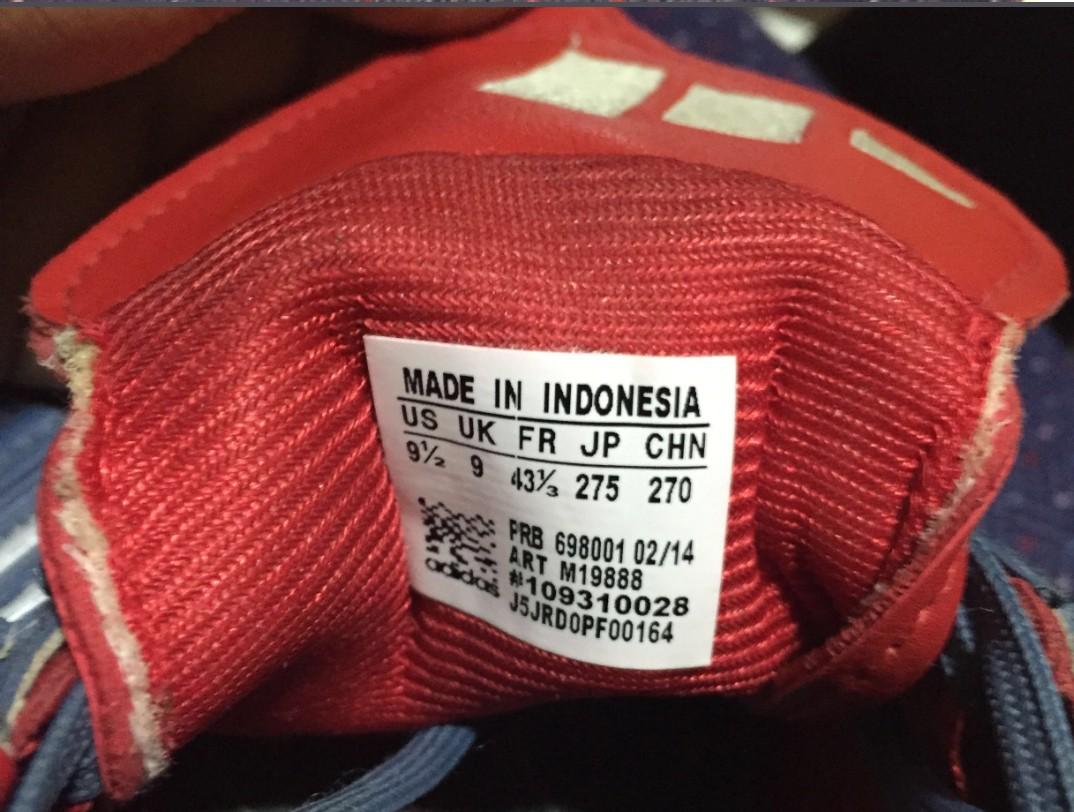 MADE IN INDONESIA
US UK FR JP CHN
9½ 9 43⅓ 275 270
PRB 698001 02/14
ART M19888
#109310028
J5JRD0PF00164
adidas